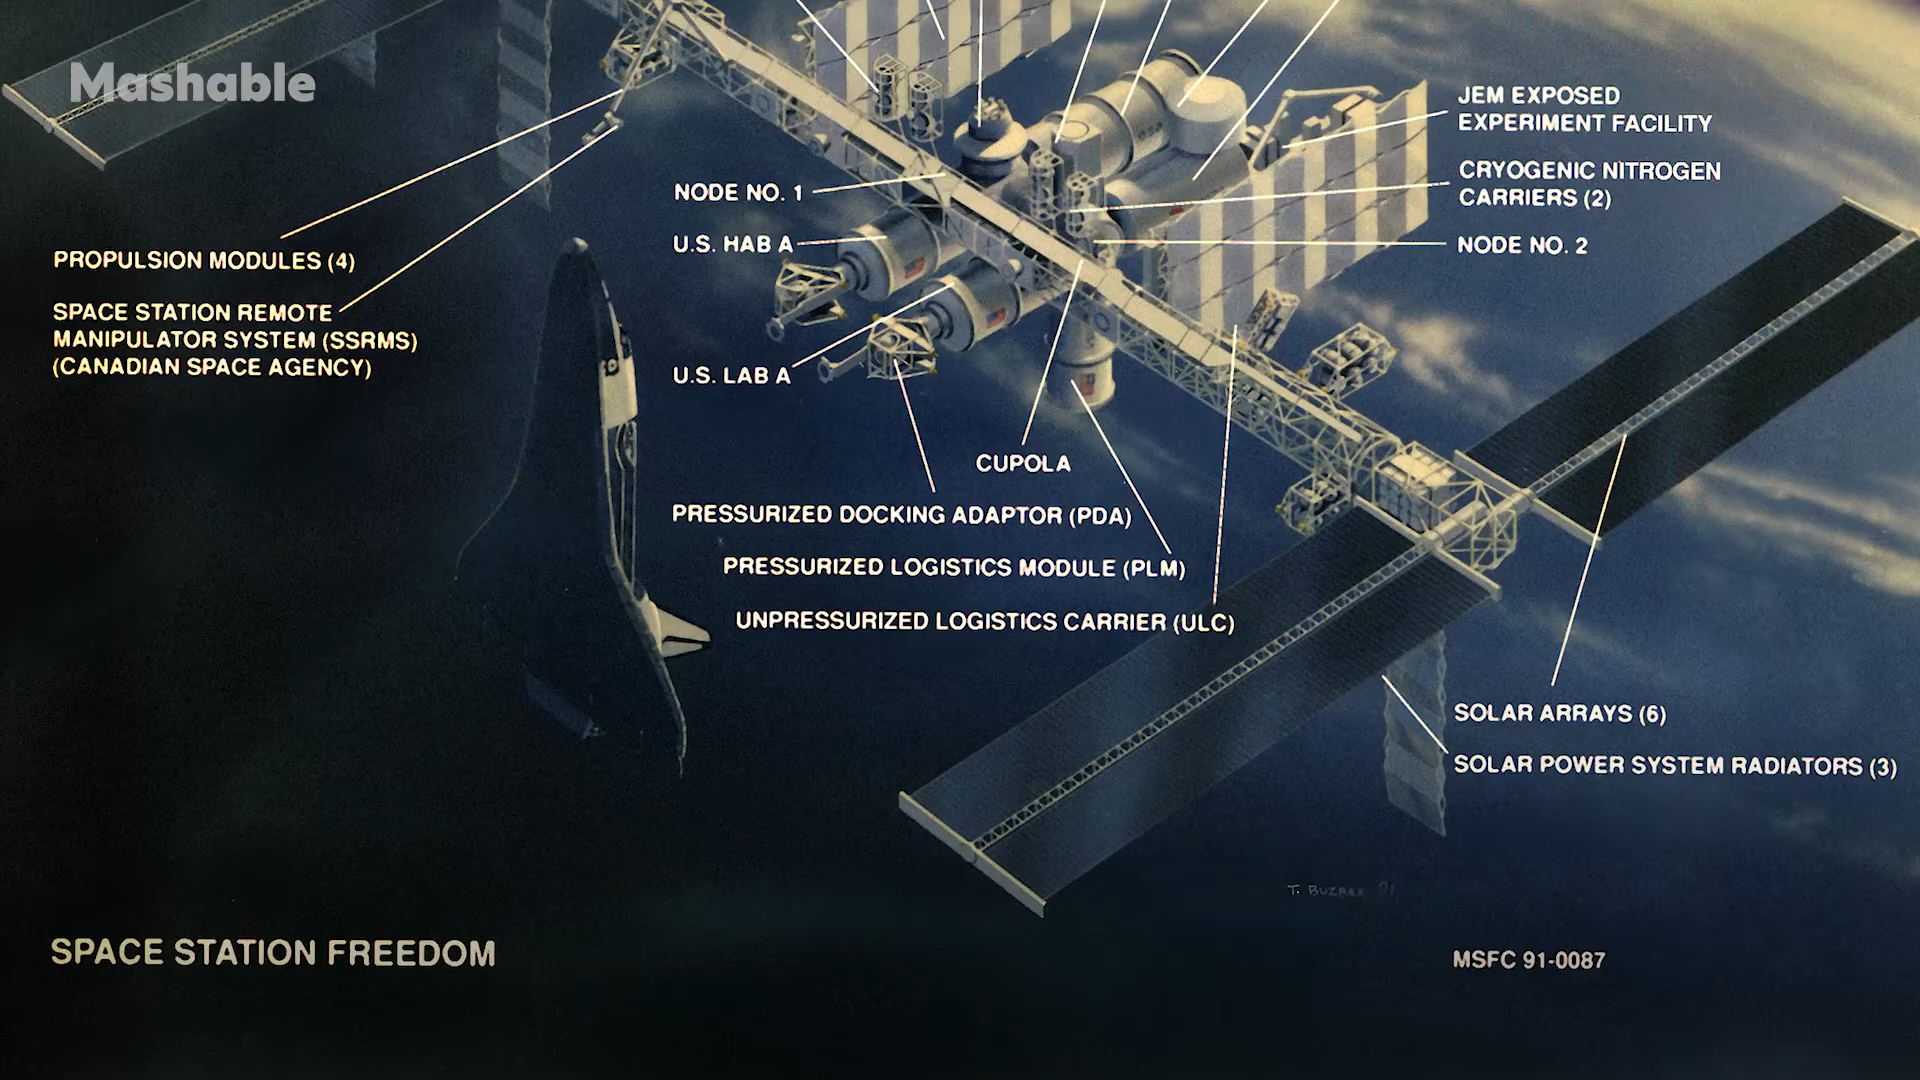 Mashable
JEM EXPOSED
EXPERIMENT FACILITY
CRYOGENIC NITROGEN
CARRIERS (2)
NODE NO. 1
U.S. HAB A
NODE NO. 2
PROPULSION MODULES (4)
SPACE STATION REMOTE
MANIPULATOR SYSTEM (SSRMS)
(CANADIAN SPACE AGENCY)
U.S. LAB A
CUPOLA
PRESSURIZED DOCKING ADAPTOR (PDA)
PRESSURIZED LOGISTICS MODULE (PLM)
UNPRESSURIZED LOGISTICS CARRIER (ULC)
SOLAR ARRAYS (6)
SOLAR POWER SYSTEM RADIATORS (3)
SPACE STATION FREEDOM
MSFC 91-0087